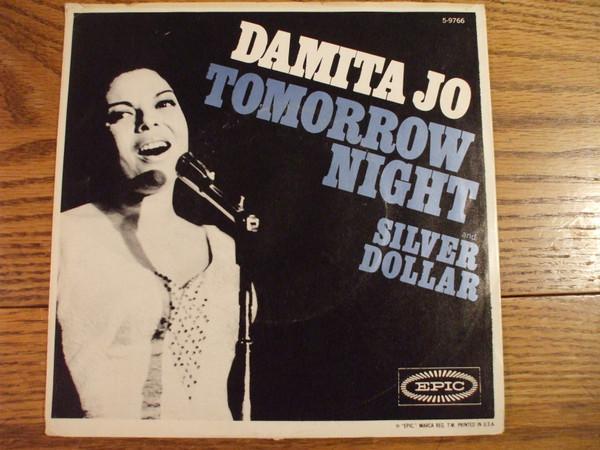 5-9766
DAMITA JO
TOMORROW
NIGHT
and
SILVER
DOLLAR
EPIC
® "EPIC", MARCA REG. T.M. PRINTED IN U.S.A.